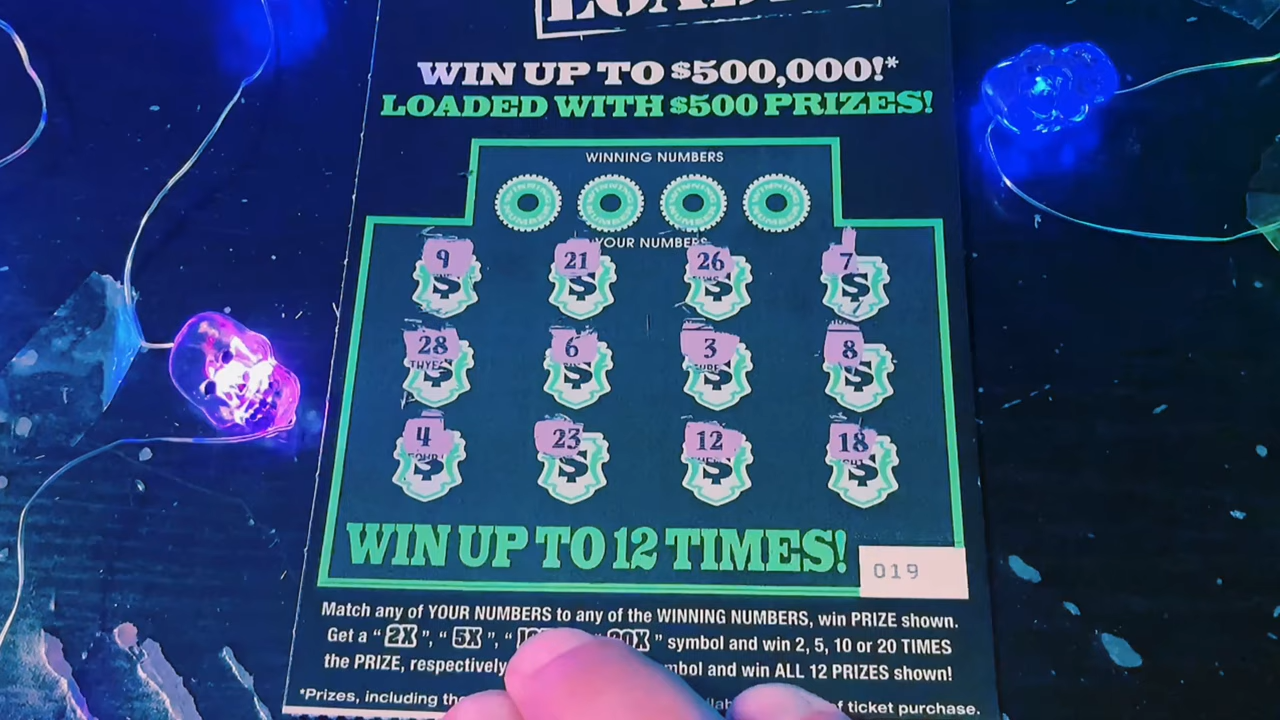 WIN UP TO $500,000!*
LOADED WITH $500 PRIZES!
WINNING NUMBERS
YOUR NUMBERS
9 21 26 7
28 6 3 8
4 23 12 18
WIN UP TO 12 TIMES!
019
Match any of YOUR NUMBERS to any of the WINNING NUMBERS, win PRIZE shown.
Get a "2X", "5X", " " 20X " symbol and win 2, 5, 10 or 20 TIMES
the PRIZE, respectively and win ALL 12 PRIZES shown!
*Prizes, including of ticket purchase.